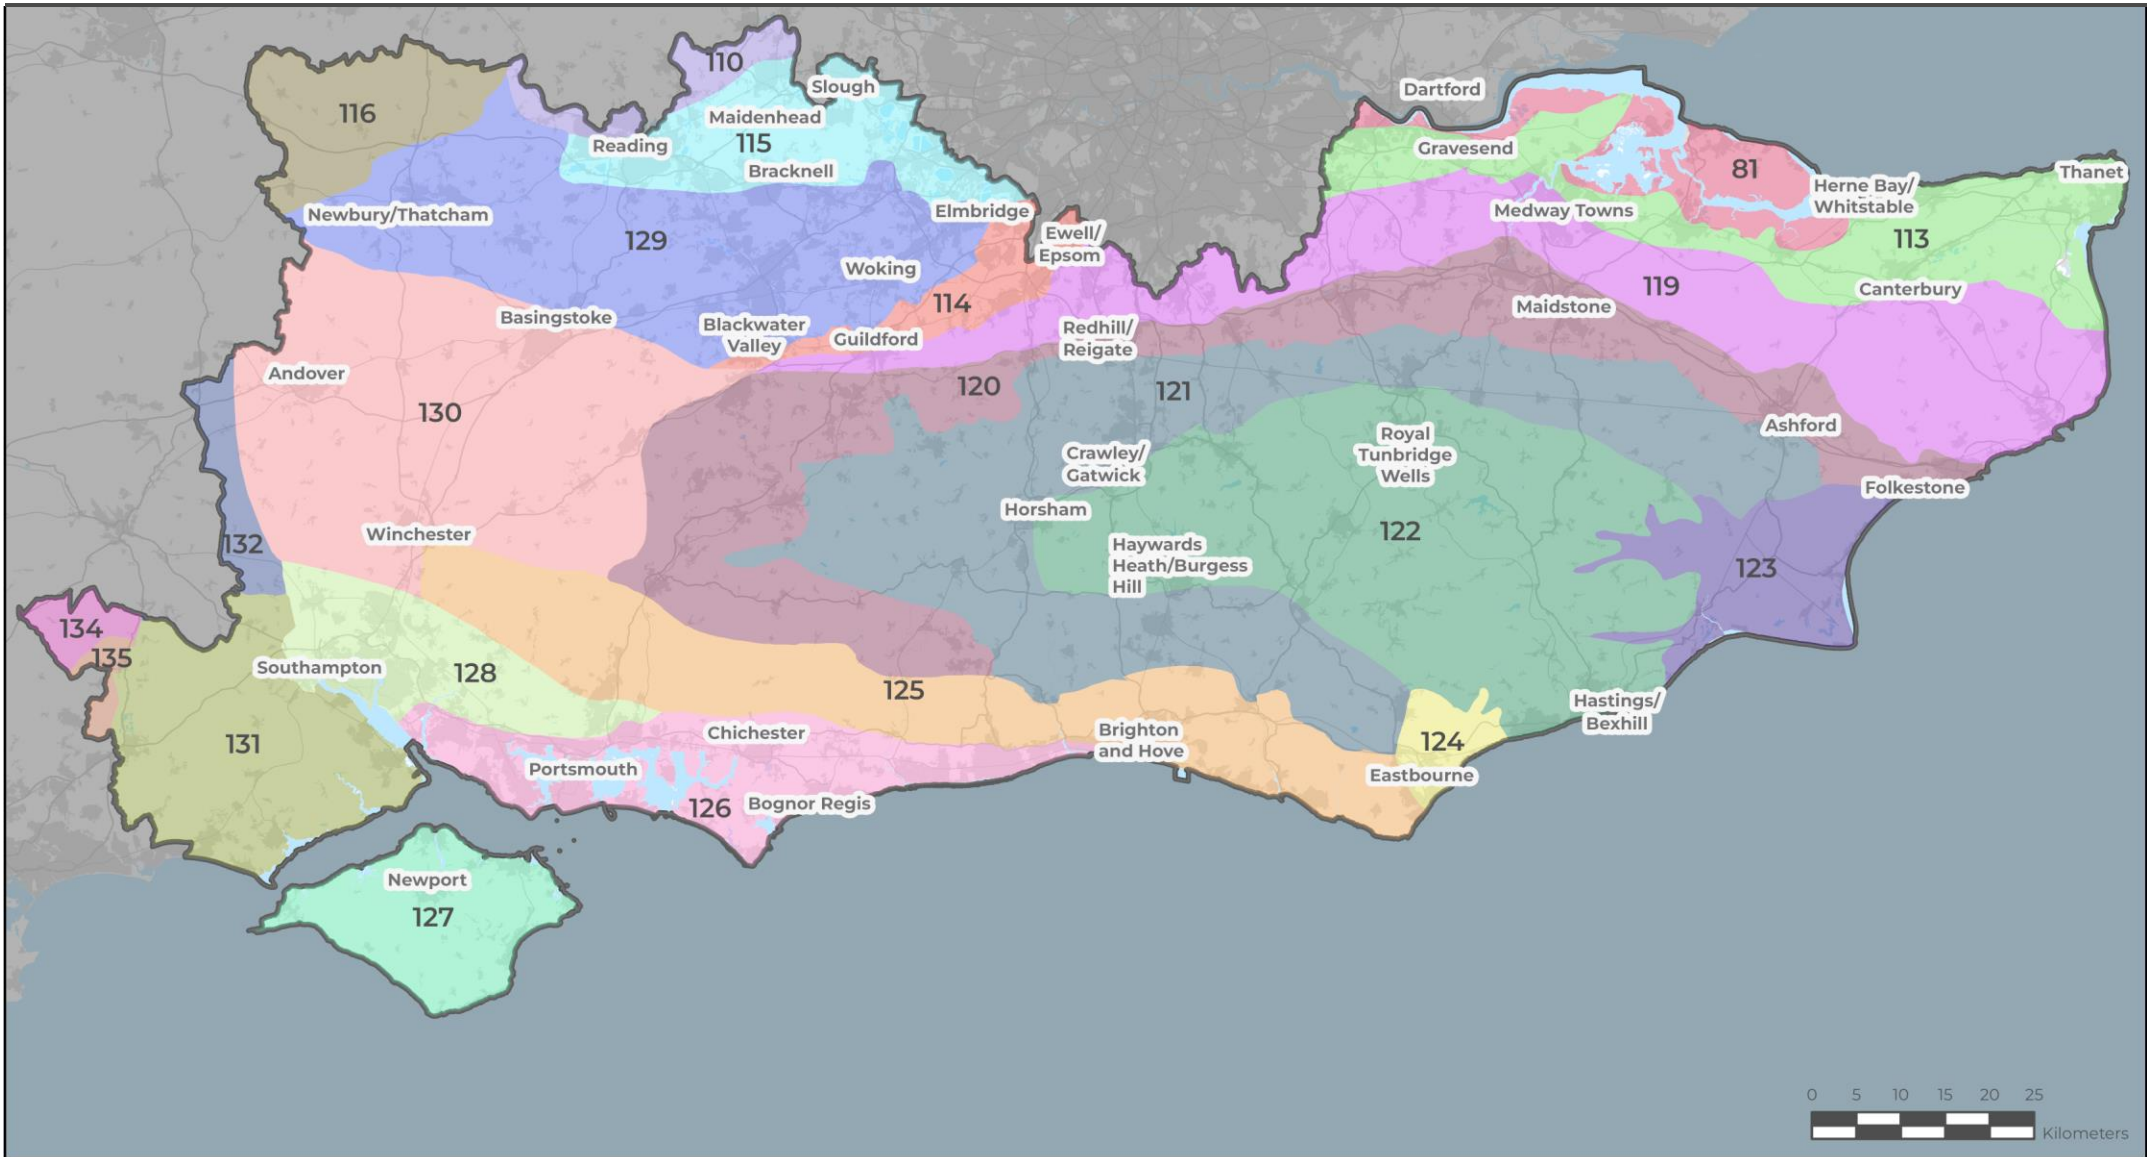 110
Slough
Dartford
116
Maidenhead
115
Reading
Gravesend
Bracknell
81
Thanet
Herne Bay/
Whitstable
Newbury/Thatcham
Elmbridge
Medway Towns
129
Ewell/
Epsom
113
Woking
119
Canterbury
114
Maidstone
Basingstoke
Blackwater
Valley
Guildford
Redhill/
Reigate
Andover
120
121
130
Ashford
Royal
Tunbridge
Wells
Crawley/
Gatwick
Folkestone
Horsham
Winchester
122
132
Haywards
Heath/Burgess
Hill
123
134
135
Southampton
128
125
Hastings/
Bexhill
131
Chichester
Brighton
and Hove
124
Portsmouth
Eastbourne
126
Bognor Regis
Newport
127
0 5 10 15 20 25
Kilometers